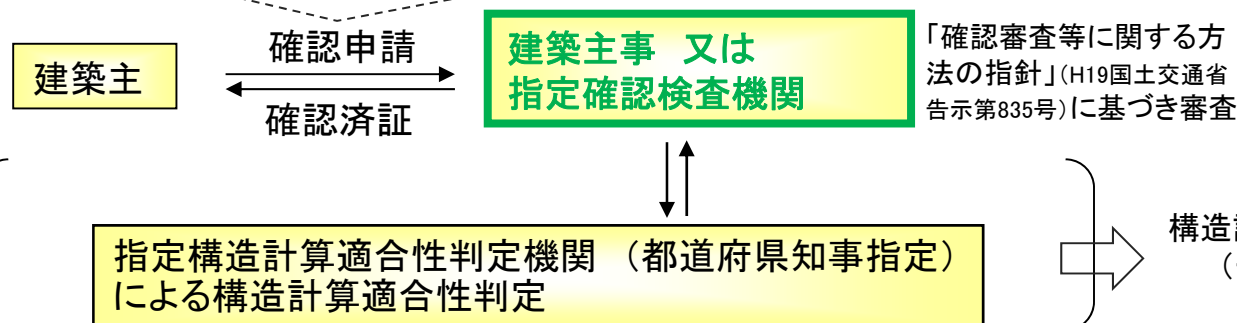 確認申請
建築主
確認済証
建築主事 又は
指定確認検査機関
「確認審査等に関する方
法の指針」(H19国土交通省
告示第835号)に基づき審査
指定構造計算適合性判定機関 (都道府県知事指定)
による構造計算適合性判定
構造